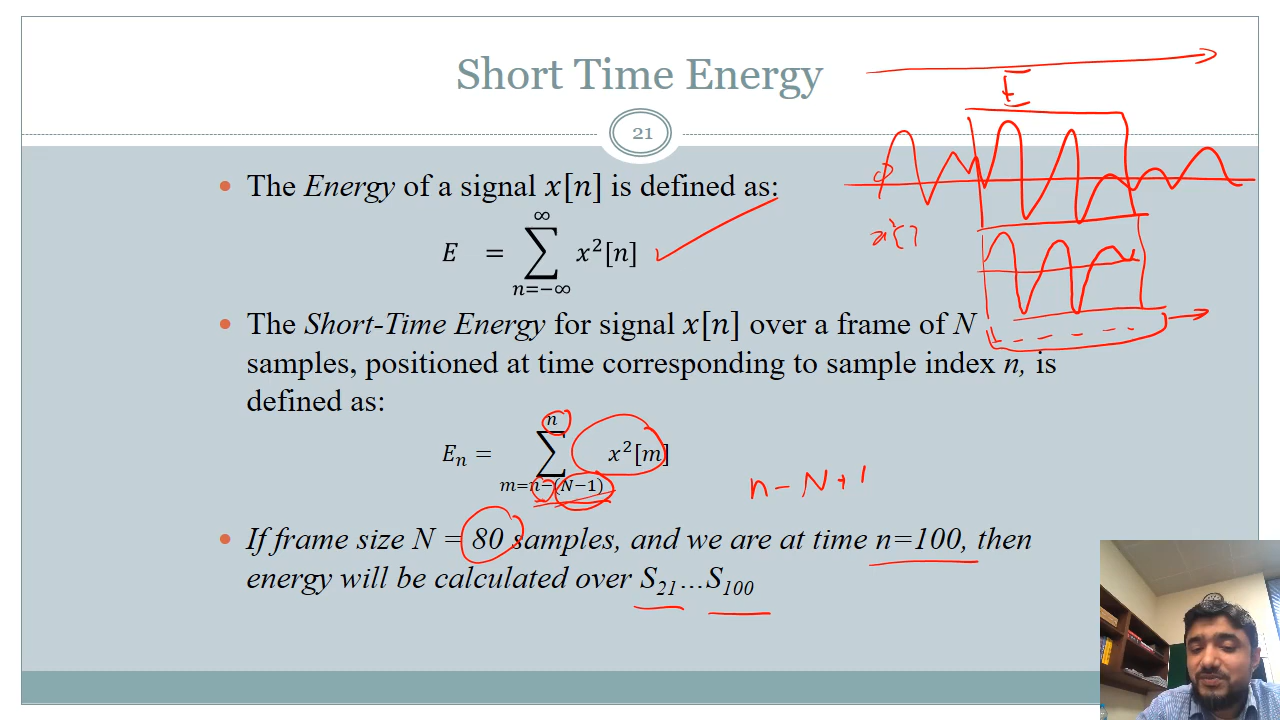 Short Time Energy
21
E
• The Energy of a signal x[n] is defined as:
E = ∑_{n=−∞}^{∞} x²[n]
• The Short-Time Energy for signal x[n] over a frame of N
samples, positioned at time corresponding to sample index n, is
defined as:
E_n = ∑_{m=n−(N−1)}^{n} x²[m]
n - N + 1
• If frame size N = 80 samples, and we are at time n=100, then
energy will be calculated over S_21…S_100